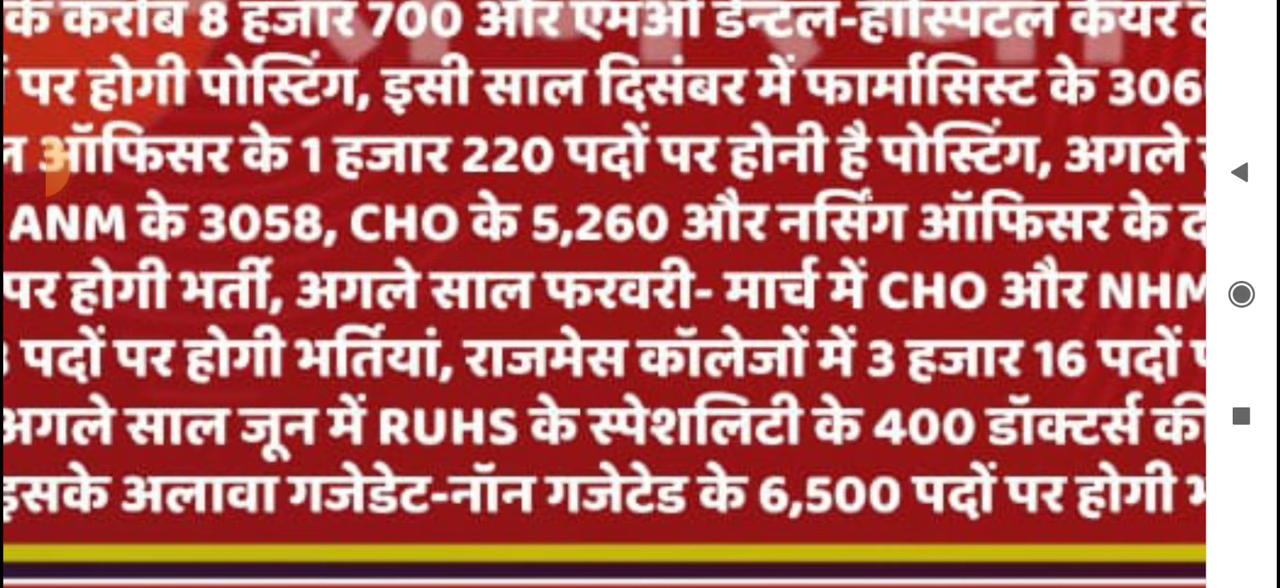 के करीब 8 हजार 700 और एमओ डेन्टल-हॉस्पिटल केयर
पर होगी पोस्टिंग, इसी साल दिसंबर में फार्मासिस्ट के 306
ऑफिसर के 1 हजार 220 पदों पर होनी है पोस्टिंग, अगले
ANM के 3058, CHO के 5,260 और नर्सिंग ऑफिसर के
पर होगी भर्ती, अगले साल फरवरी- मार्च में CHO और NHM
पदों पर होगी भर्तियां, राजमेस कॉलेजों में 3 हजार 16 पदों
अगले साल जून में RUHS के स्पेशलिटी के 400 डॉक्टर्स की
इसके अलावा गजेडेट-नॉन गजेटेड के 6,500 पदों पर होगी